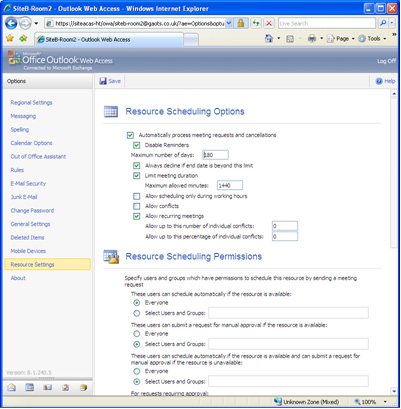 SiteB-Room2 - Outlook Web Access - Windows Internet Explorer
https://siteacas-ht/owa/siteb-room2@gaots.co.uk/?ae=Options&optu
Live Search
SiteB-Room2 - Outlook Web Access
Page
Tools
Microsoft
Office Outlook Web Access
Connected to Microsoft Exchange
Log Off
Options
Save
Help
Regional Settings
Messaging
Spelling
Calendar Options
Out of Office Assistant
Rules
E-Mail Security
Junk E-Mail
Change Password
General Settings
Deleted Items
Mobile Devices
Resource Settings
About
Version: 8.1.240.5
Resource Scheduling Options
Automatically process meeting requests and cancellations
Disable Reminders
Maximum number of days: 180
Always decline if end date is beyond this limit
Limit meeting duration
Maximum allowed minutes: 1440
Allow scheduling only during working hours
Allow conflicts
Allow recurring meetings
Allow up to this number of individual conflicts: 0
Allow up to this percentage of individual conflicts: 0
Resource Scheduling Permissions
Specify users and groups which have permissions to schedule this resource by sending a meeting
request
These users can schedule automatically if the resource is available:
Everyone
Select Users and Groups:
These users can submit a request for manual approval if the resource is available:
Everyone
Select Users and Groups:
These users can schedule automatically if the resource is available and can submit a request for
manual approval if the resource is unavailable:
Everyone
Select Users and Groups:
For requests requiring approval:
Unknown Zone (Mixed)
100%